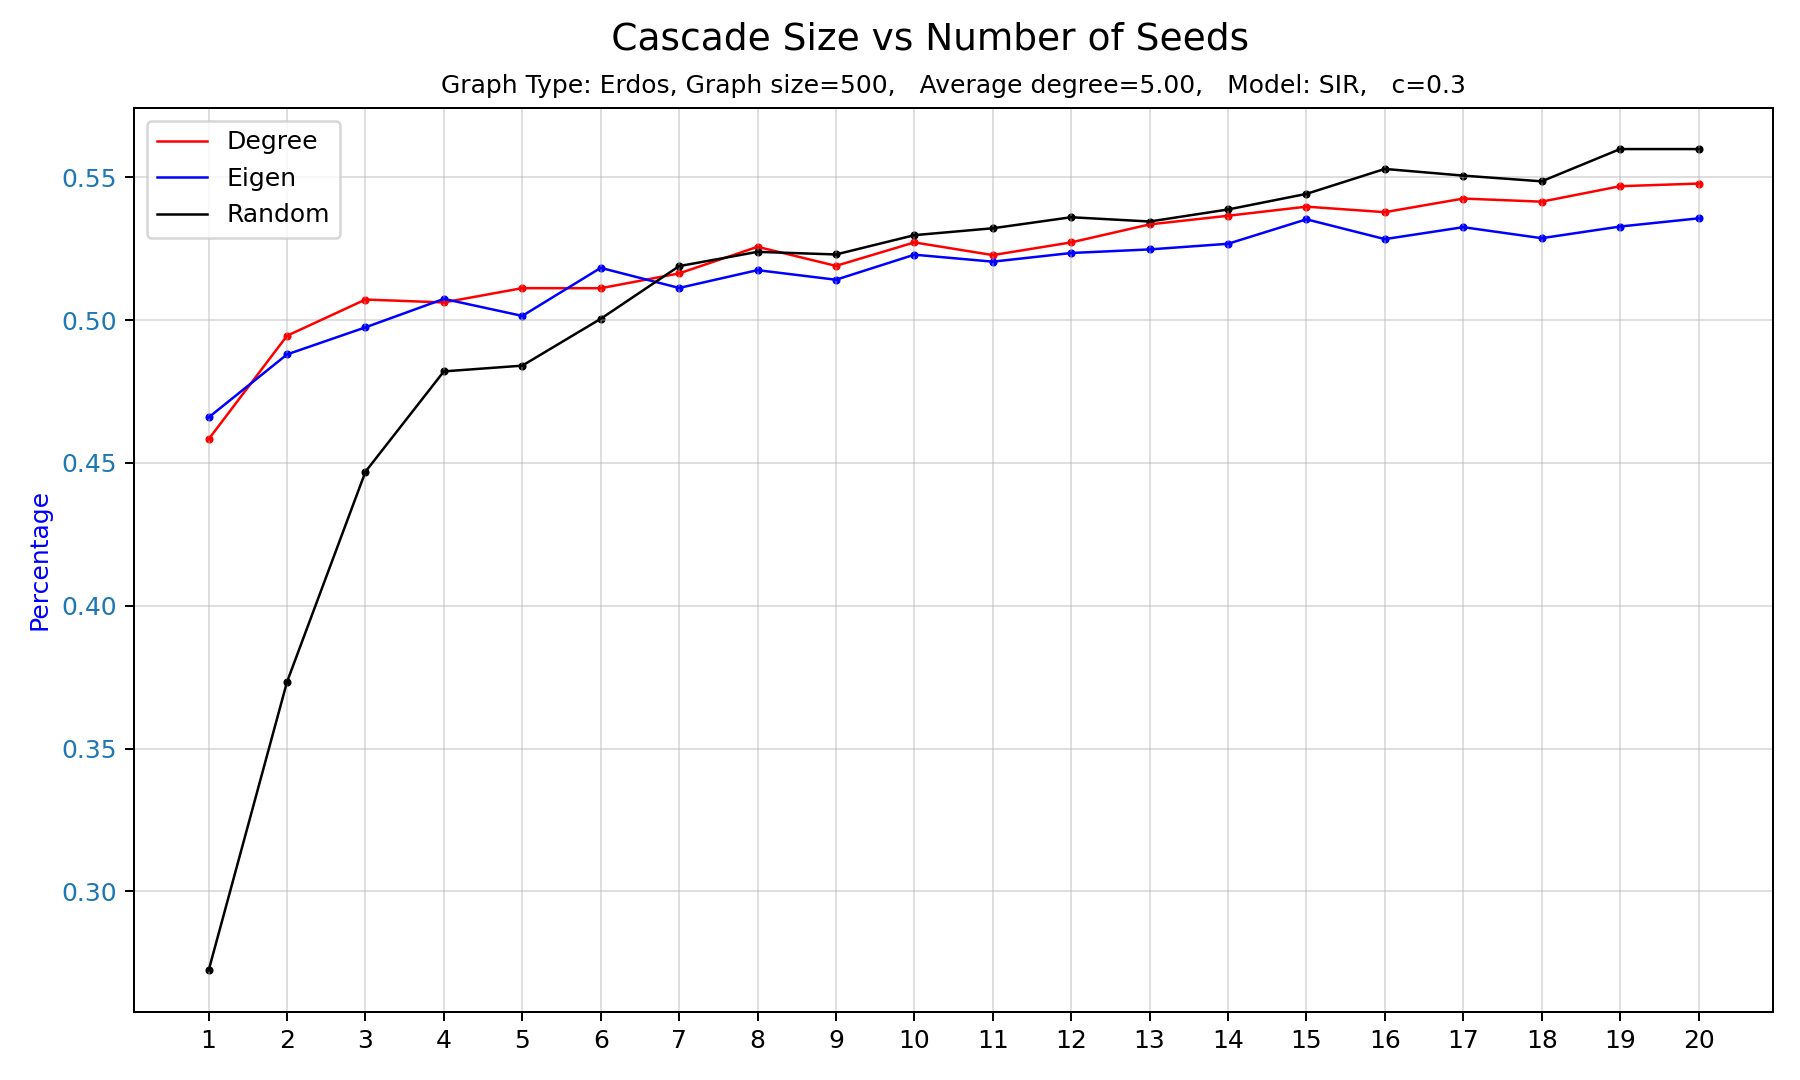 Cascade Size vs Number of Seeds
Graph Type: Erdos, Graph size=500,   Average degree=5.00,   Model: SIR,   c=0.3
Degree
Eigen
Random
0.55
0.50
0.45
0.40
0.35
0.30
Percentage
1 2 3 4 5 6 7 8 9 10 11 12 13 14 15 16 17 18 19 20